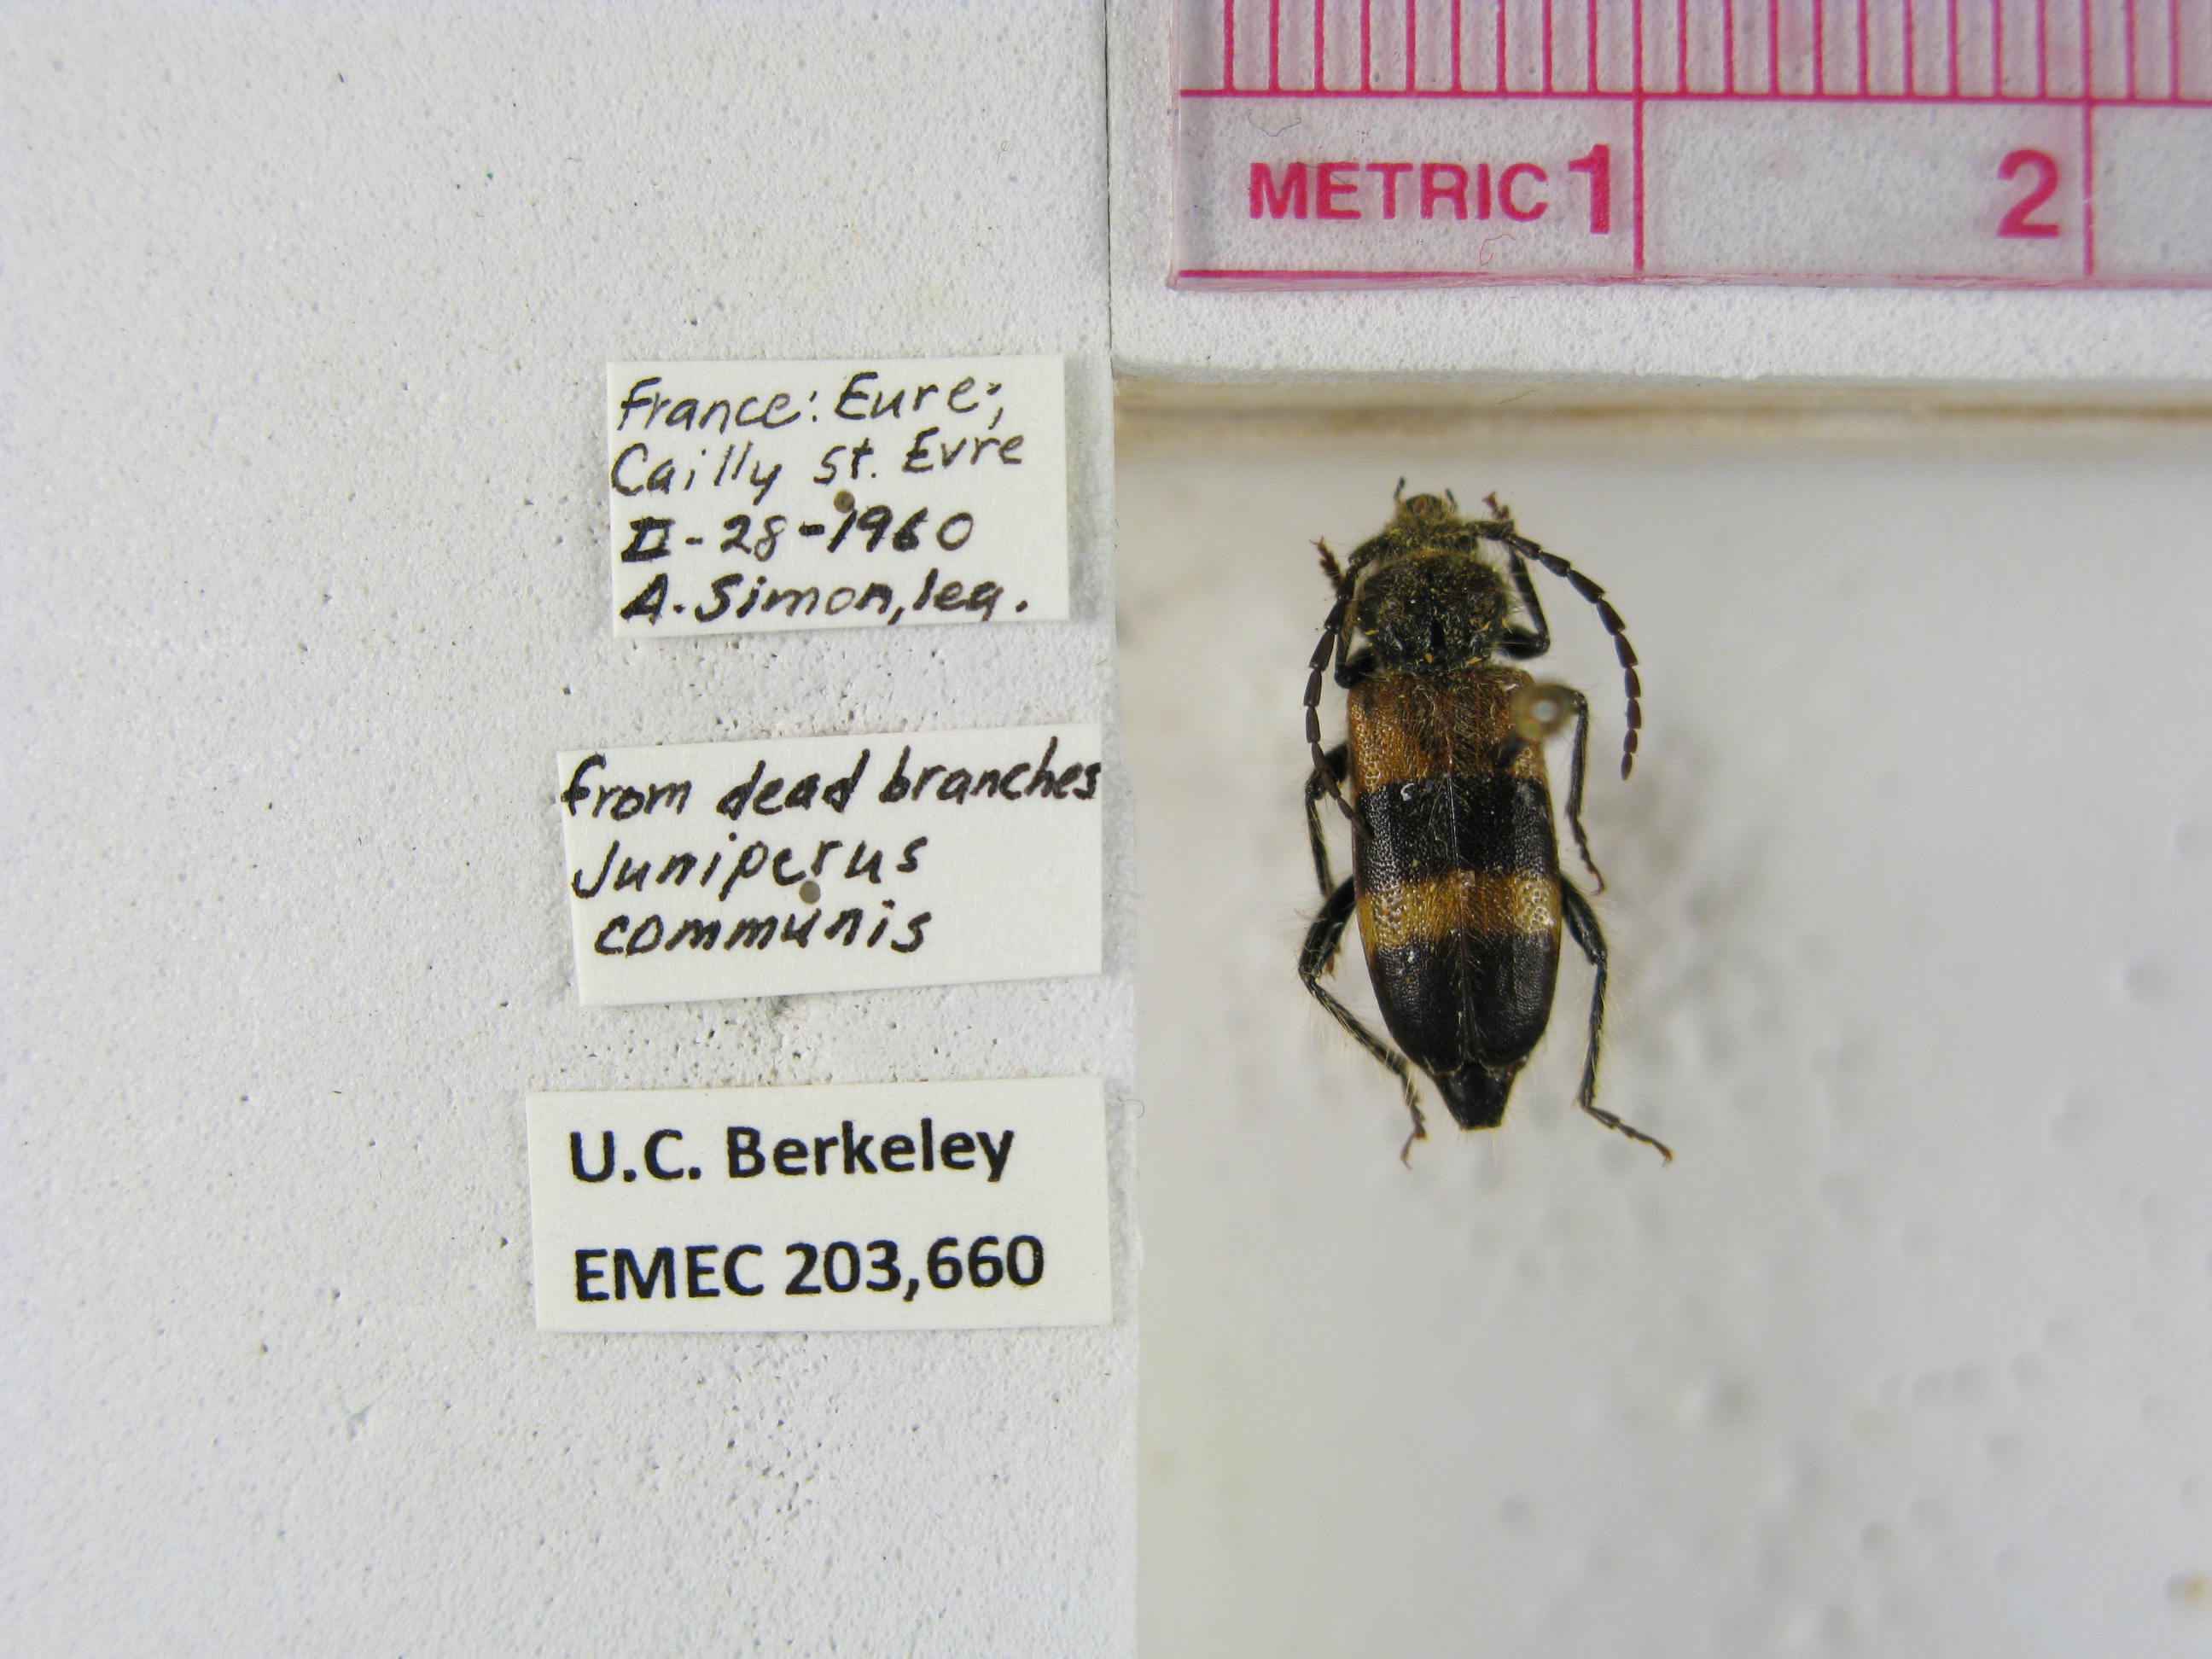 France: Eure;
Cailly st. Evre
II-28-1960
A. Simon, leg.
from dead branches
Juniperus
communis
U.C. Berkeley
EMEC 203,660
METRIC 1 2